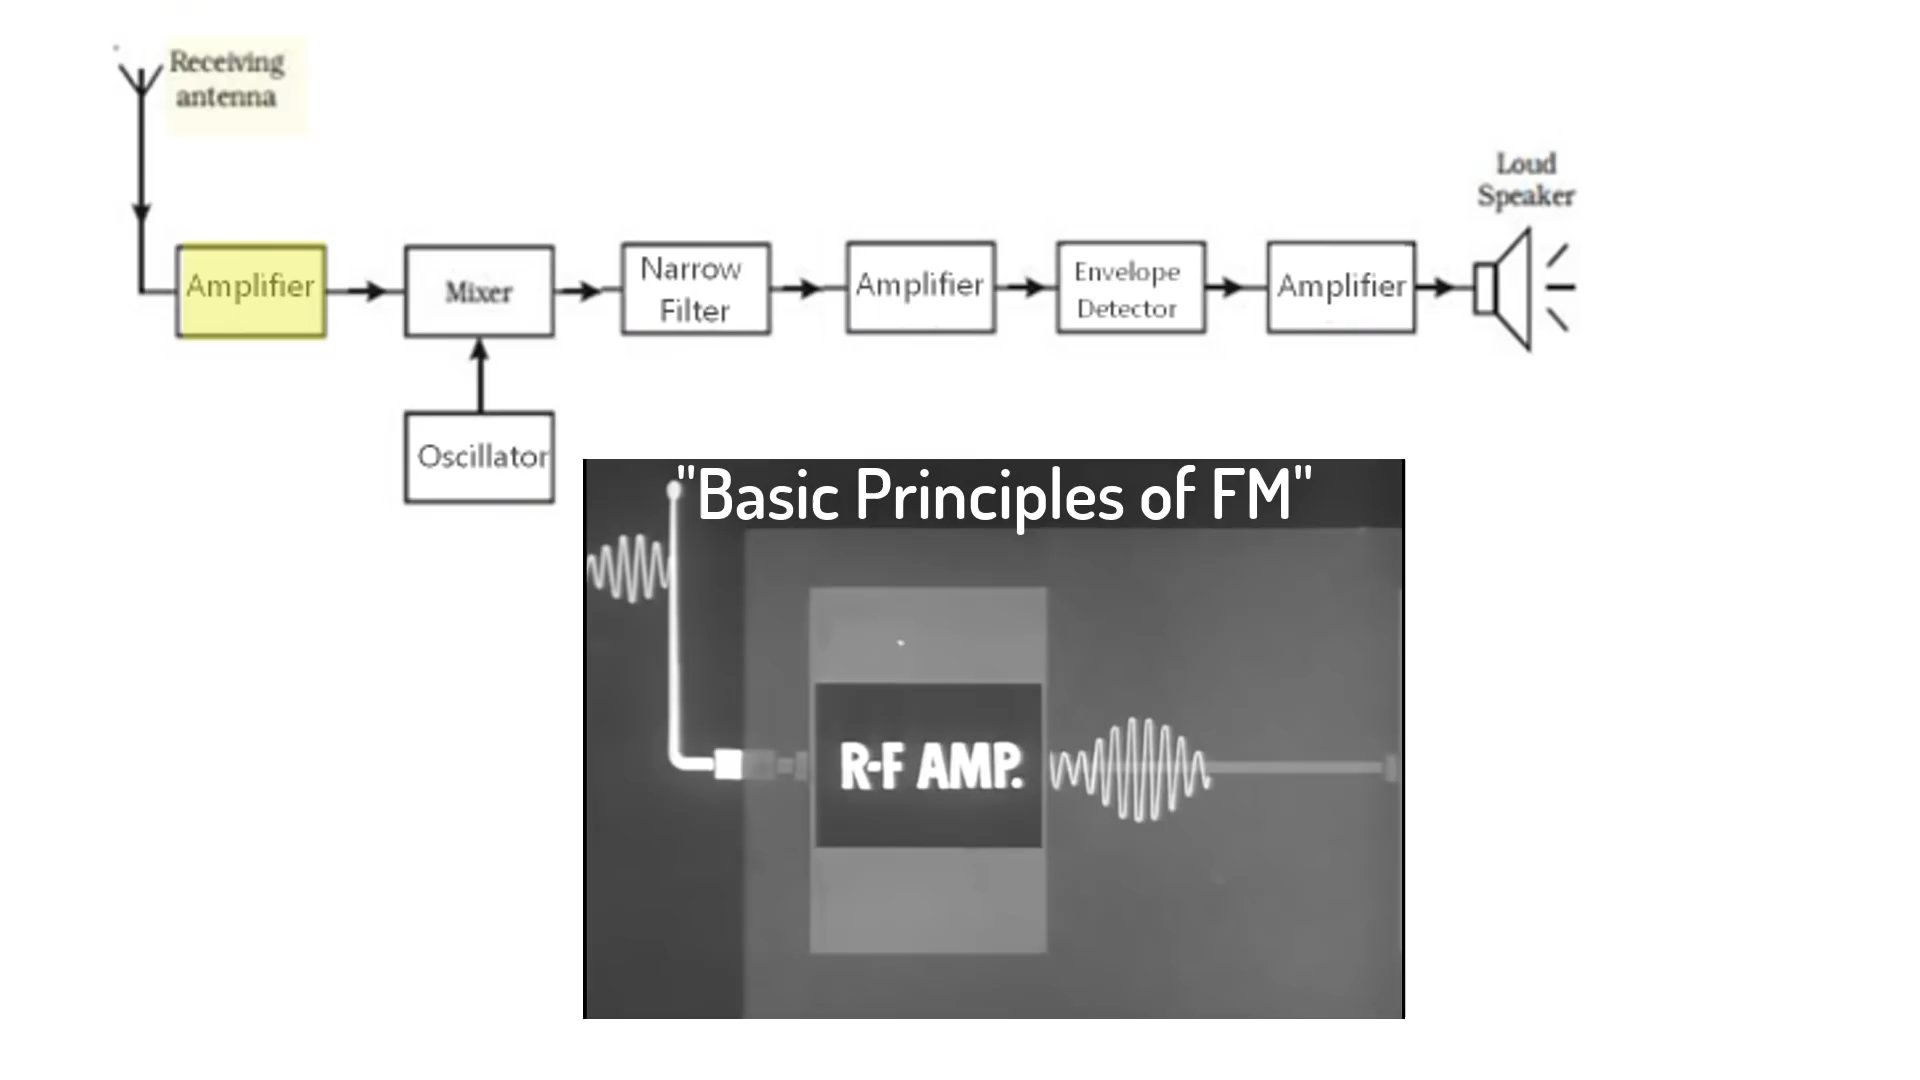 Receiving
antenna
Loud
Speaker
Amplifier
Mixer
Narrow
Filter
Amplifier
Envelope
Detector
Amplifier
Oscillator
"Basic Principles of FM"
R-F AMP.